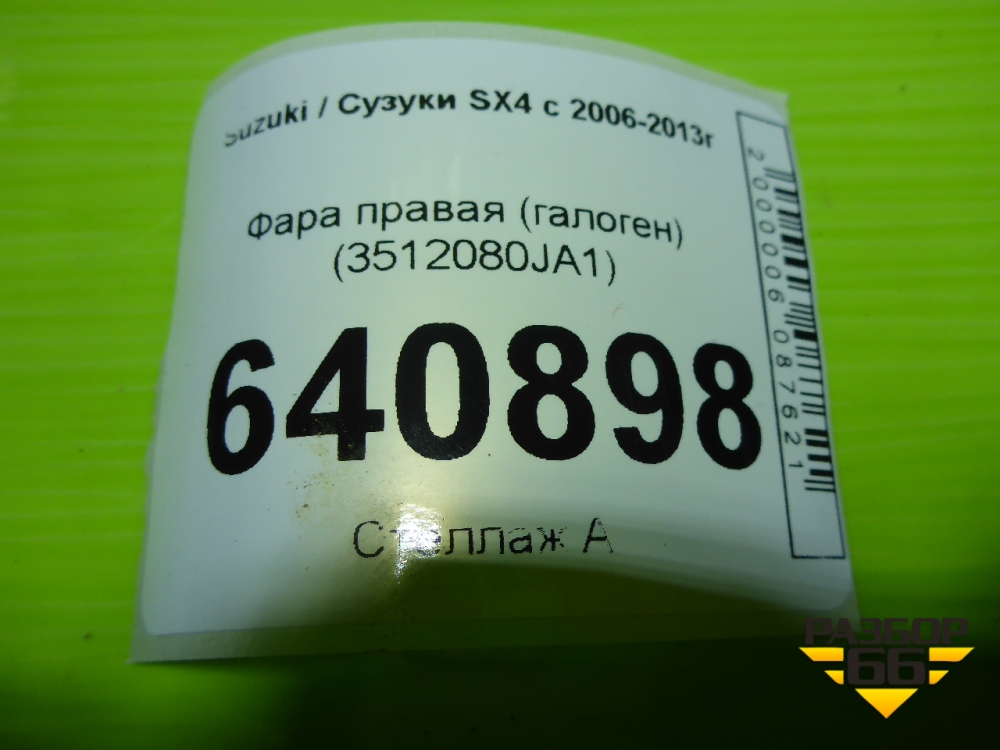 Suzuki / Сузуки SX4 с 2006-2013г
Фара правая (галоген)
(3512080JA1)
640898
Стеллаж А
2000006087621
РАЗБОР
66